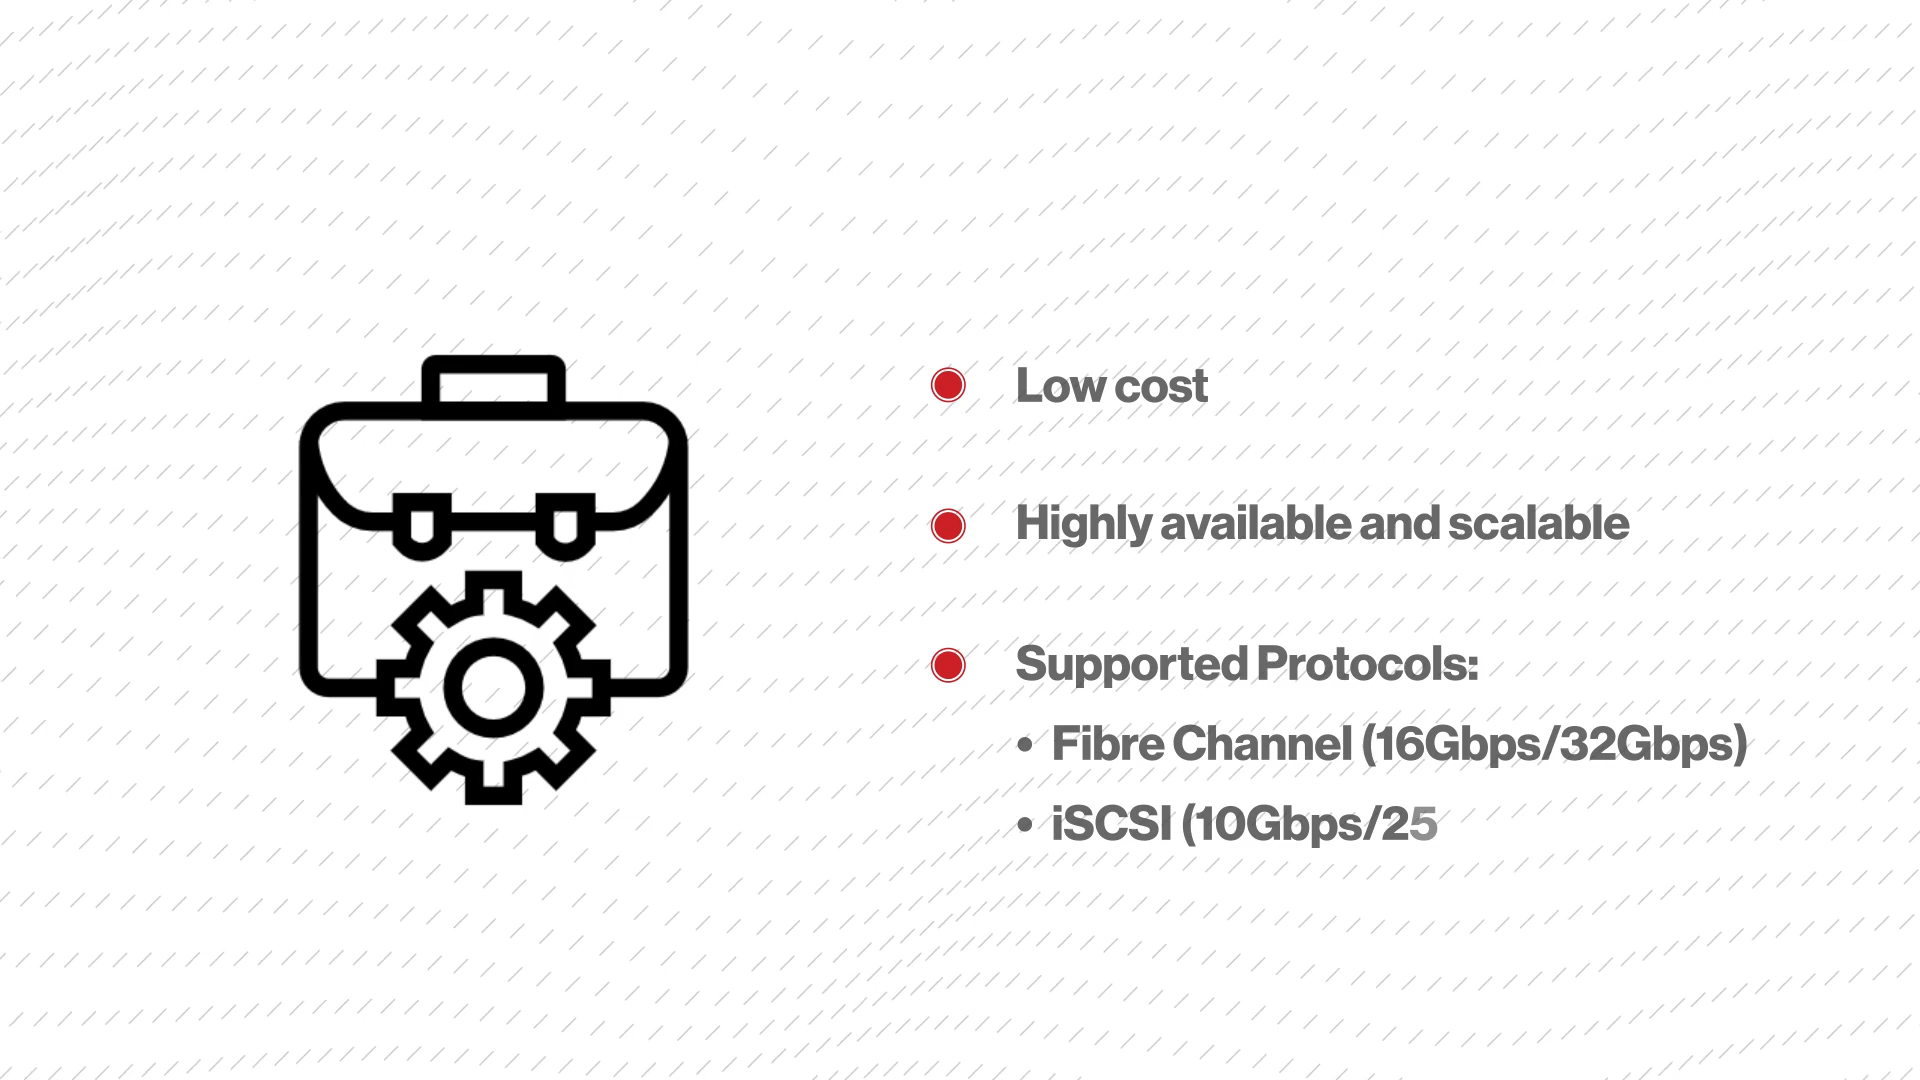 Low cost
Highly available and scalable
Supported Protocols:
• Fibre Channel (16Gbps/32Gbps)
• iSCSI (10Gbps/25